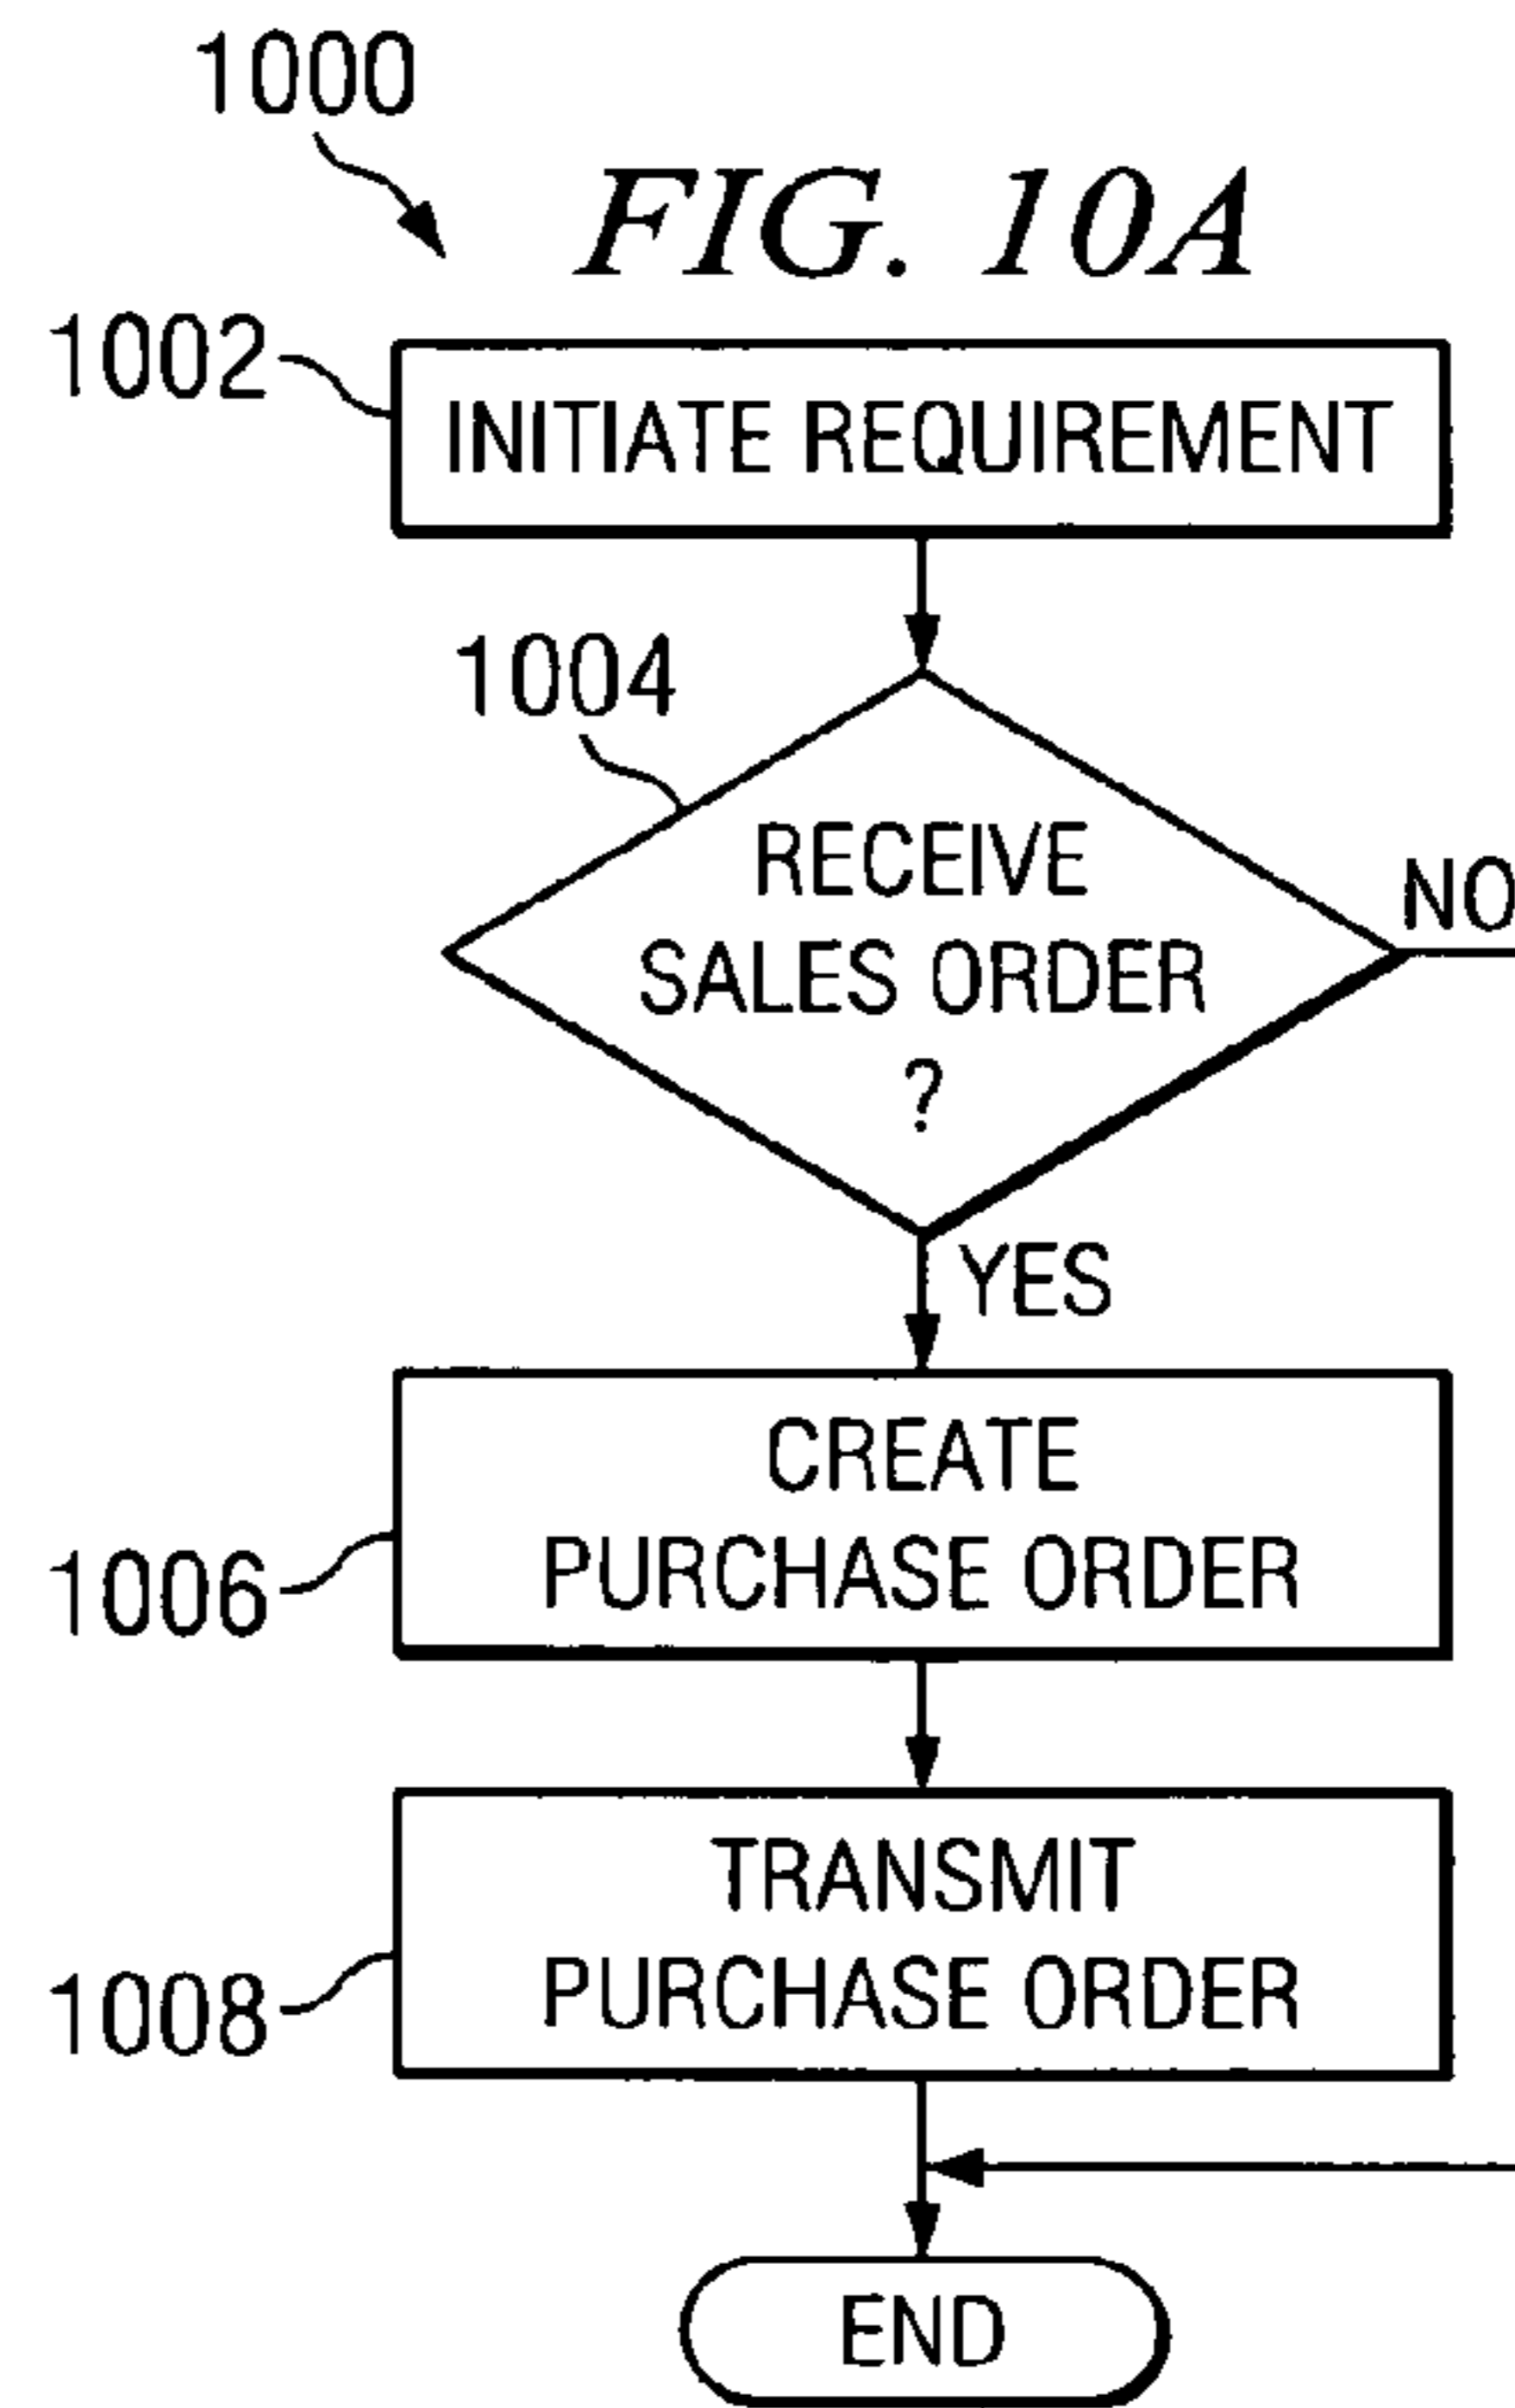 1000
FIG. 10A
1002
INITIATE REQUIREMENT
1004
RECEIVE
SALES ORDER
?
NO
YES
CREATE
PURCHASE ORDER
1006
TRANSMIT
PURCHASE ORDER
1008
END